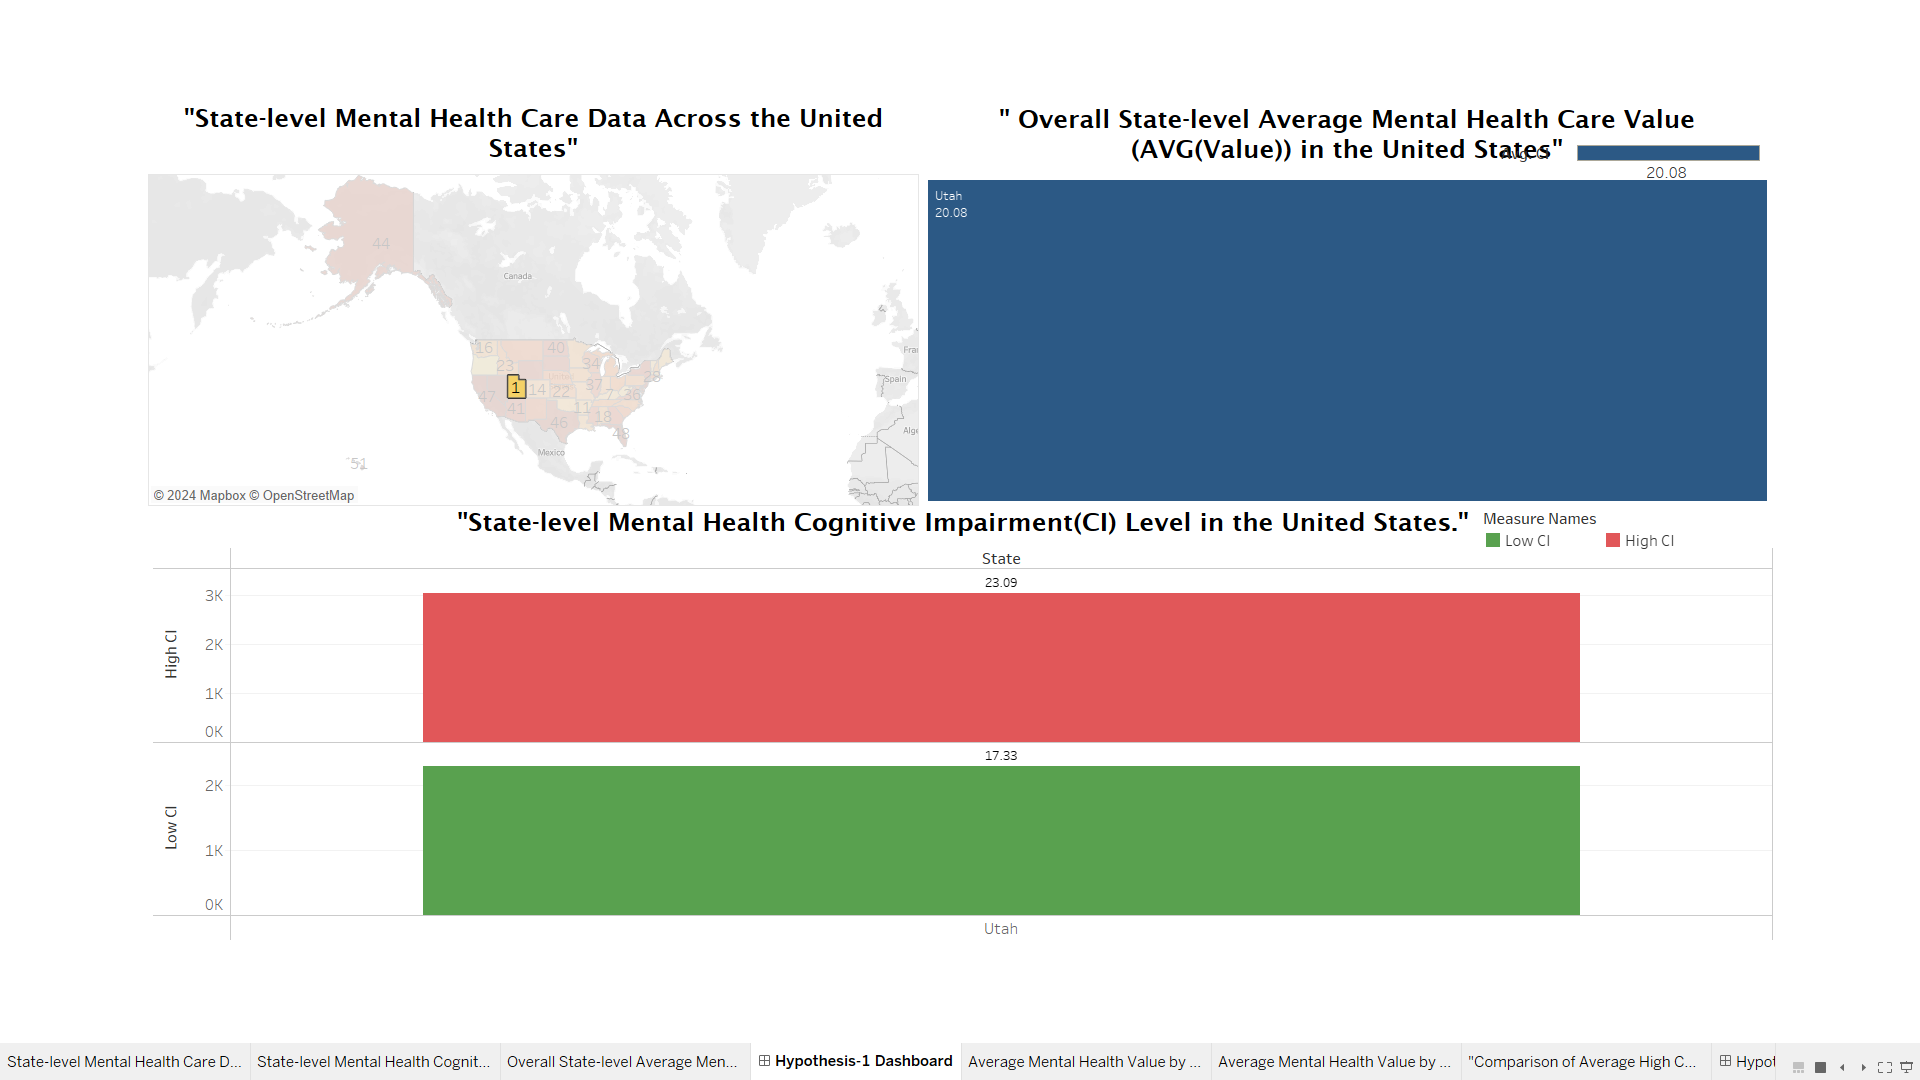 "State-level Mental Health Care Data Across the United
States"
" Overall State-level Average Mental Health Care Value
(AVG(Value)) in the United States"
Avg. CI
20.08
Utah
20.08
44
Canada
16
40
34
23
28
1
14
22
37
7
36
47
41
11
18
46
48
51
Mexico
Spain
Fra
Alge
© 2024 Mapbox © OpenStreetMap
"State-level Mental Health Cognitive Impairment(CI) Level in the United States."
Measure Names
Low CI
High CI
State
23.09
High CI
3K
2K
1K
0K
17.33
Low CI
2K
1K
0K
Utah
State-level Mental Health Care D...
State-level Mental Health Cognit...
Overall State-level Average Men...
Hypothesis-1 Dashboard
Average Mental Health Value by ...
Average Mental Health Value by ...
"Comparison of Average High C...
Hypot